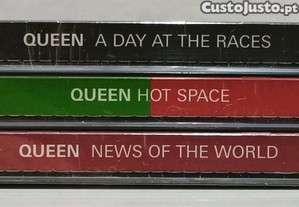 CustoJusto.pt
QUEEN A DAY AT THE RACES
QUEEN HOT SPACE
QUEEN NEWS OF THE WORLD